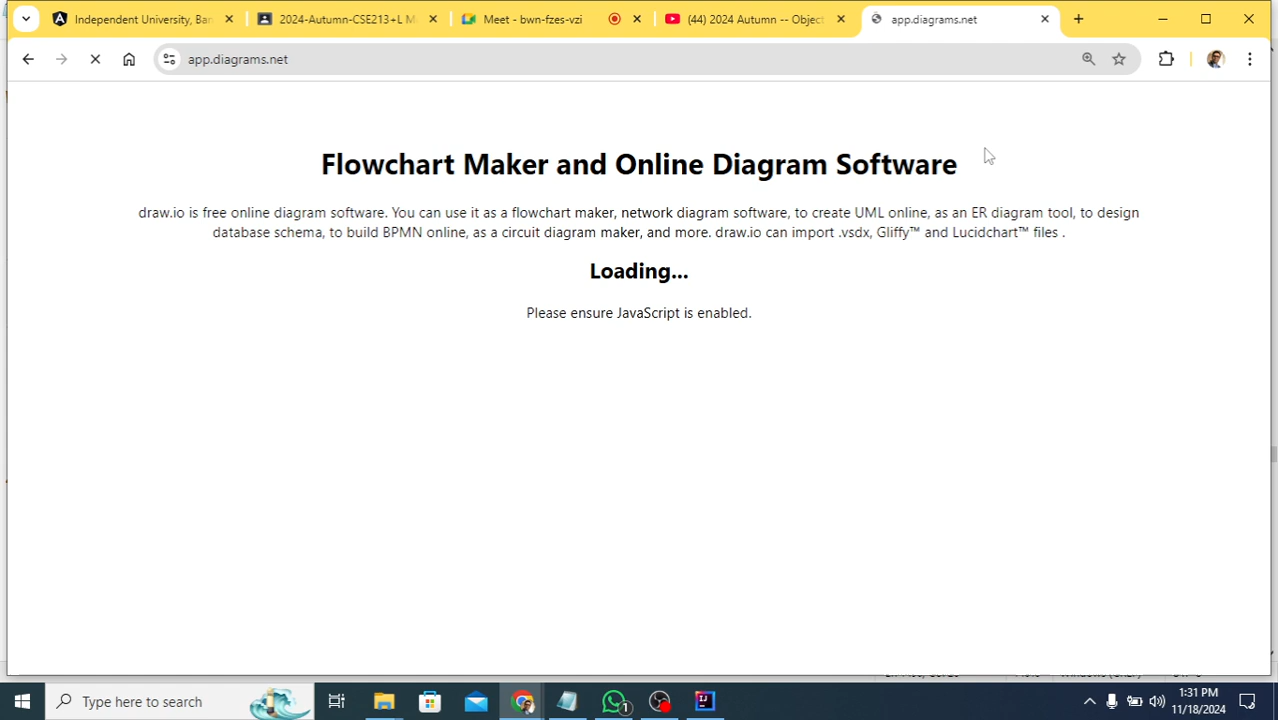 Independent University, Ban
2024-Autumn-CSE213+L M
Meet - bwn-fzes-vzi
(44) 2024 Autumn -- Object
app.diagrams.net
app.diagrams.net
Flowchart Maker and Online Diagram Software
draw.io is free online diagram software. You can use it as a flowchart maker, network diagram software, to create UML online, as an ER diagram tool, to design
database schema, to build BPMN online, as a circuit diagram maker, and more. draw.io can import .vsdx, Gliffy™ and Lucidchart™ files .
Loading...
Please ensure JavaScript is enabled.
Type here to search
1
1:31 PM
11/18/2024